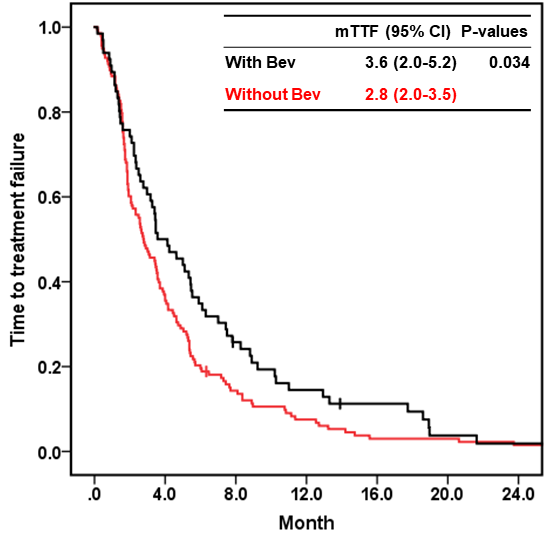 mTTF (95% CI) P-values
With Bev 3.6 (2.0-5.2) 0.034
Without Bev 2.8 (2.0-3.5)
Time to treatment failure
1.0
0.8
0.6
0.4
0.2
0.0
.0 4.0 8.0 12.0 16.0 20.0 24.0
Month